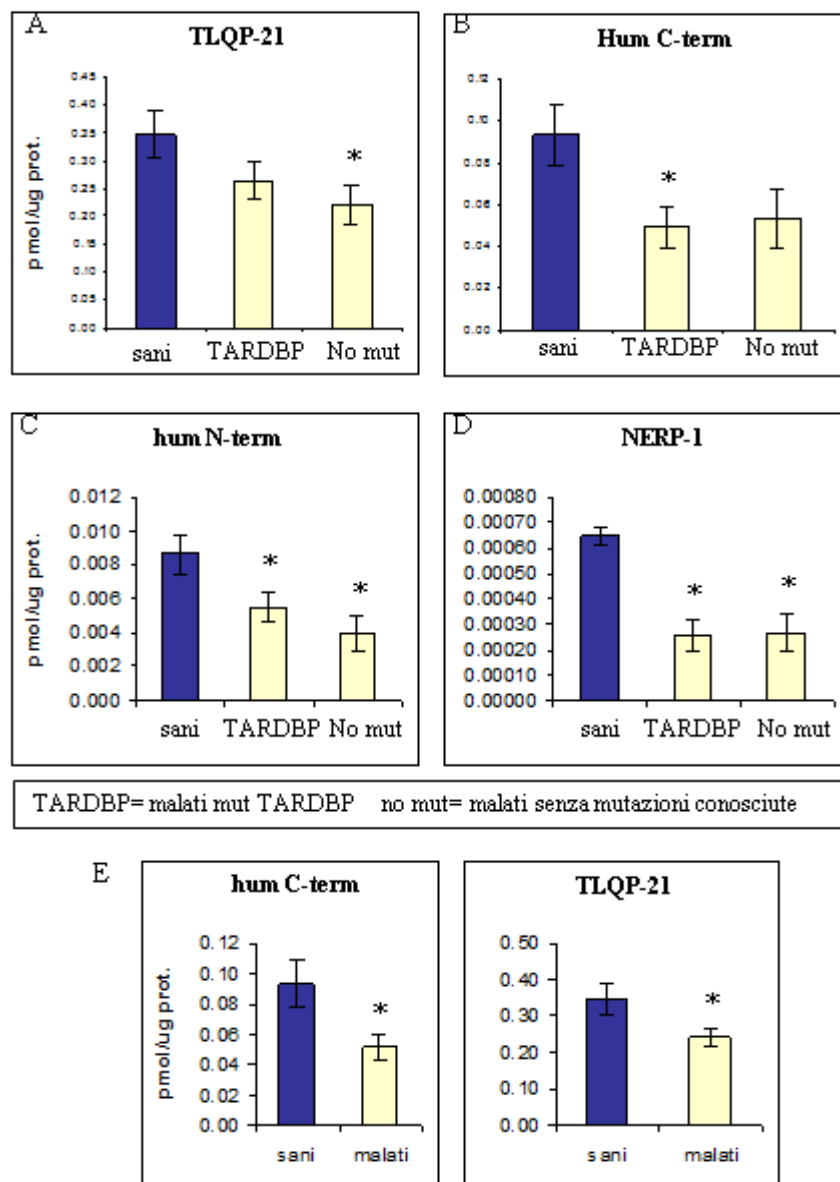 A
TLQP-21
pmol/ug prot.
0.45
0.40
0.35
0.30
0.25
0.20
0.15
0.10
0.05
0.00
*
sani TARDBP No mut
B
Hum C-term
0.12
0.10
0.08
0.06
0.04
0.02
0.00
*
sani TARDBP No mut
C
hum N-term
pmol/ug prot.
0.012
0.010
0.008
0.006
0.004
0.002
0.000
* *
sani TARDBP No mut
D
NERP-1
0.00080
0.00070
0.00060
0.00050
0.00040
0.00030
0.00020
0.00010
0.00000
* *
sani TARDBP No mut
TARDBP= malati mut TARDBP no mut= malati senza mutazioni conosciute
E
hum C-term
pmol/ug prot.
0.12
0.10
0.08
0.06
0.04
0.02
0.00
*
sani malati
TLQP-21
0.50
0.40
0.30
0.20
0.10
0.00
*
sani malati